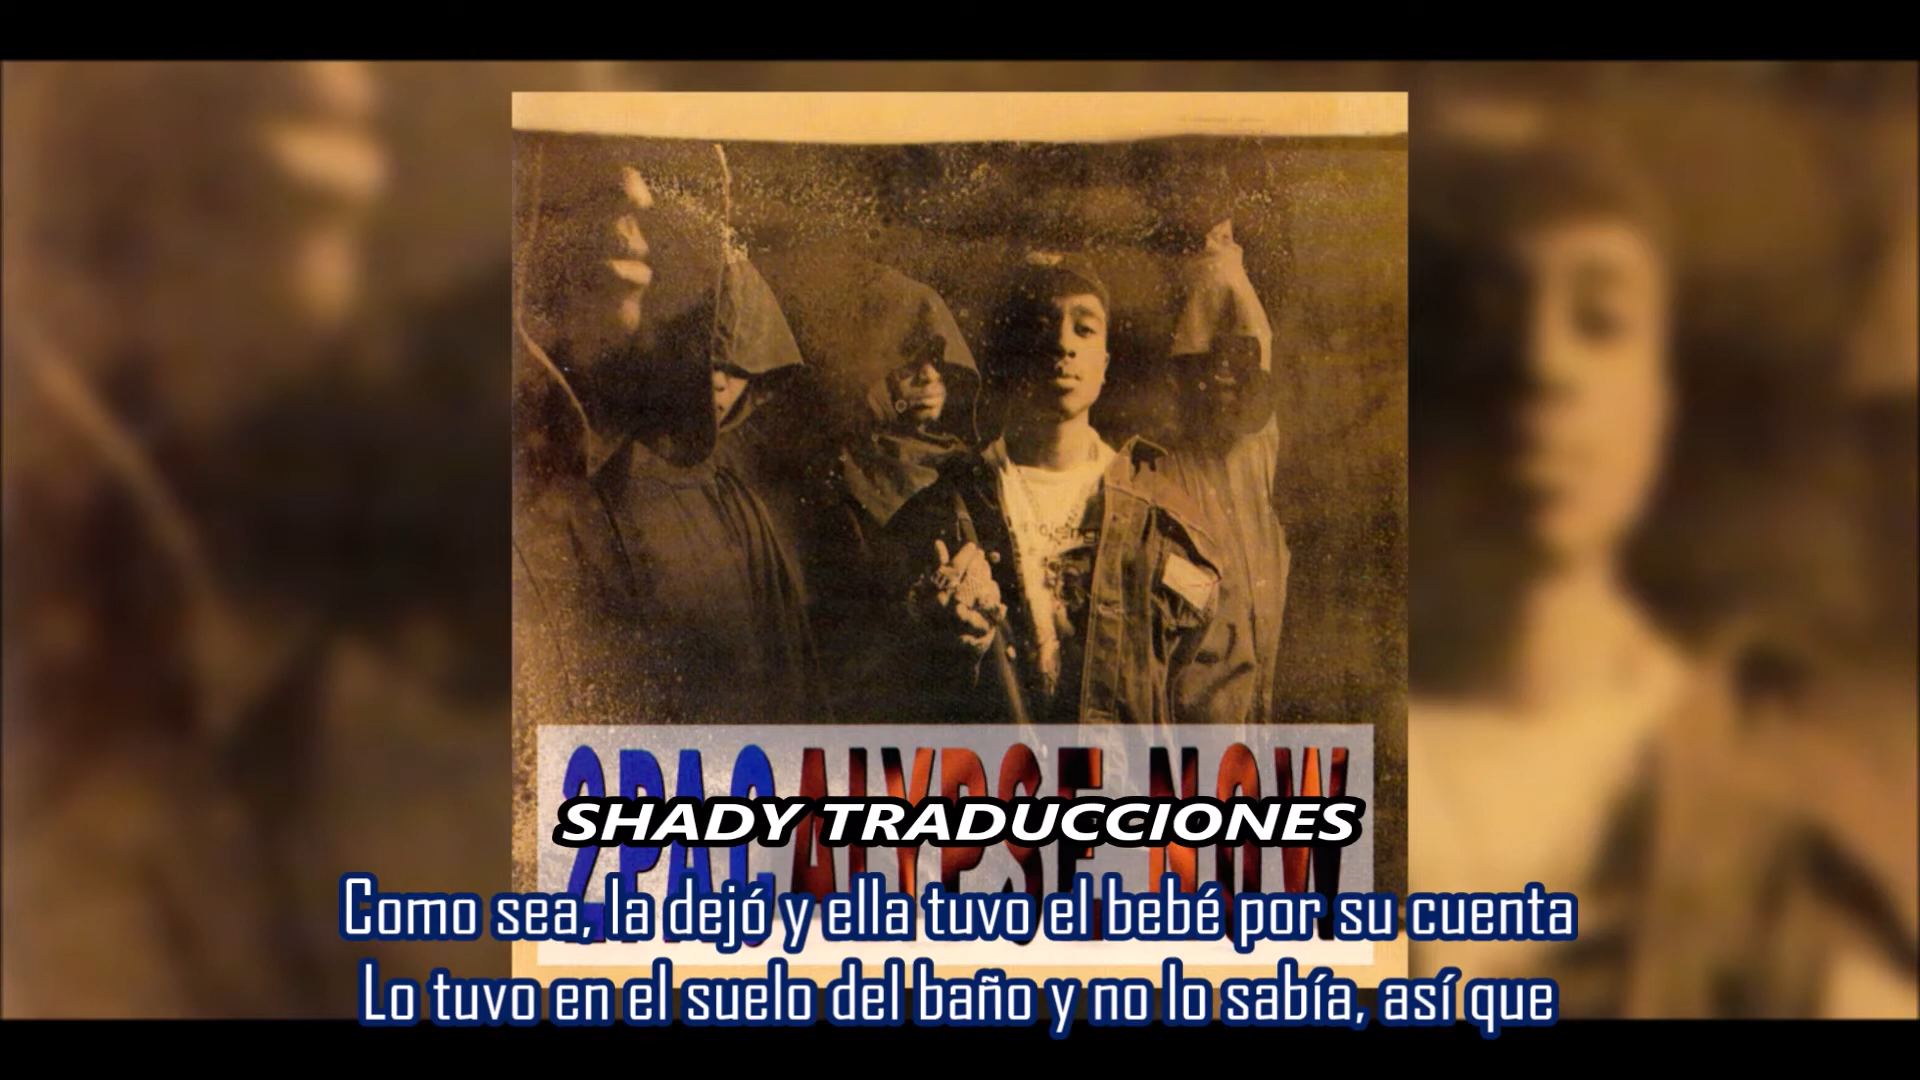 2PACALYPSE NOW
SHADY TRADUCCIONES
Como sea, la dejó y ella tuvo el bebé por su cuenta
Lo tuvo en el suelo del baño y no lo sabía, así que